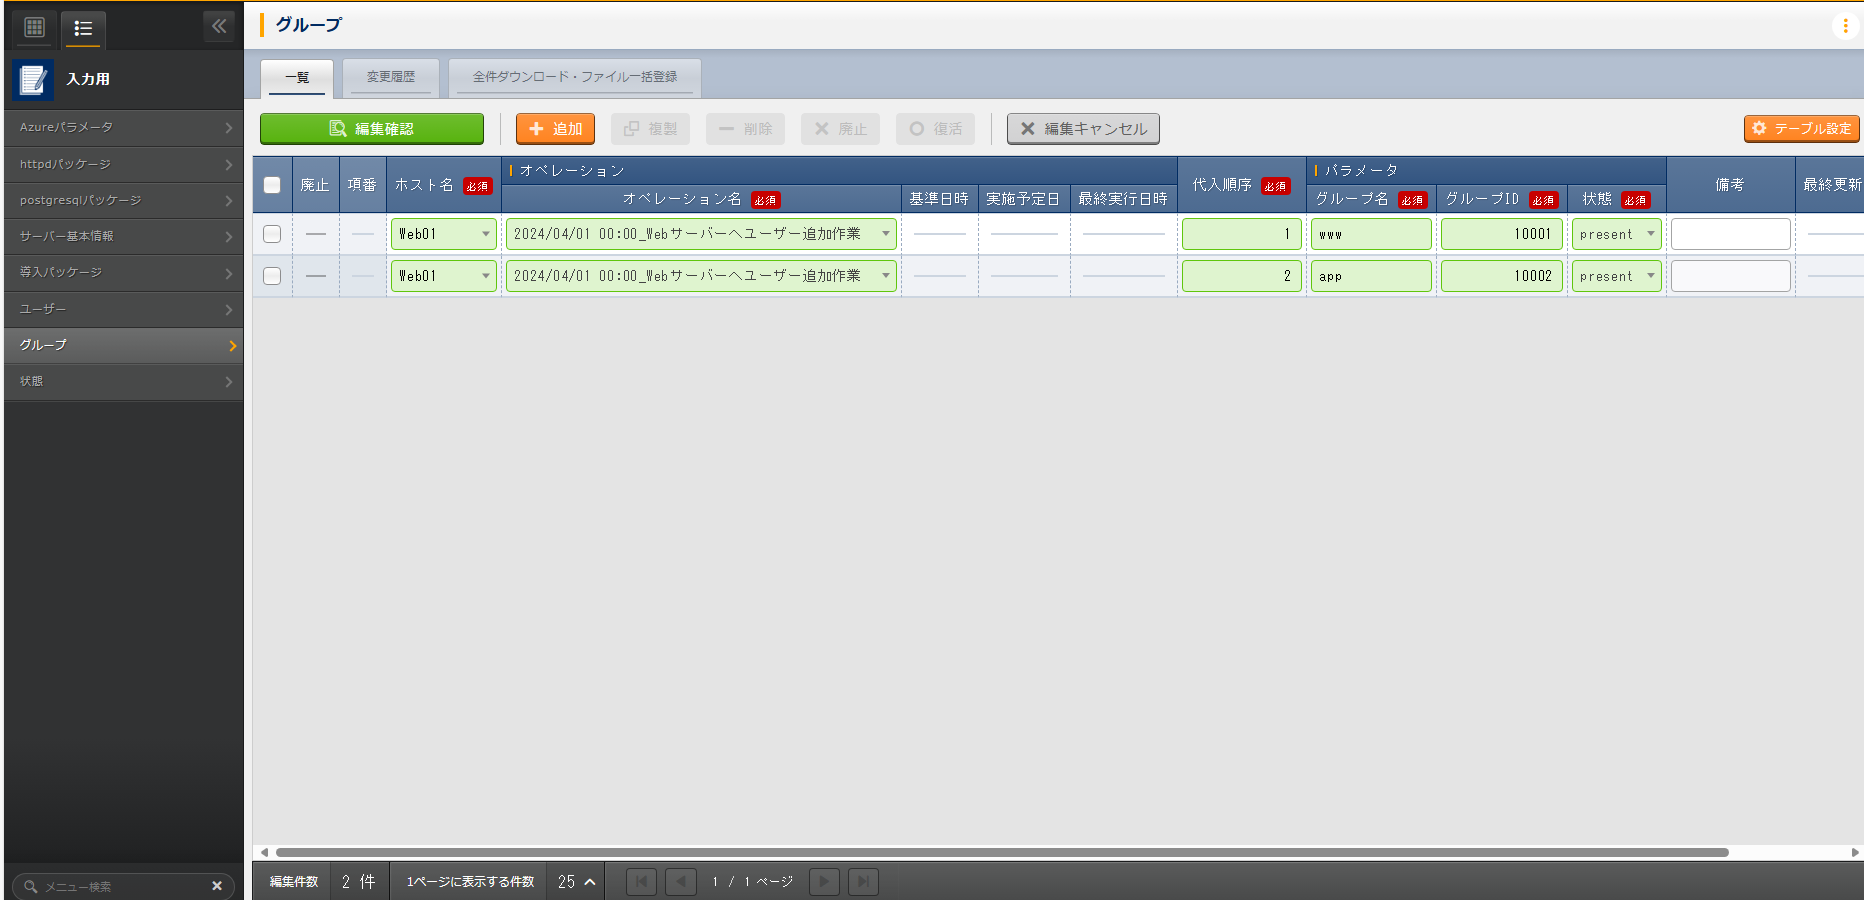 グループ
入力用
Azureパラメータ
httpdパッケージ
postgresqlパッケージ
サーバー基本情報
導入パッケージ
ユーザー
グループ
状態
メニュー検索
一覧 変更履歴 全件ダウンロード・ファイル一括登録
編集確認 追加 複製 削除 廃止 復活 編集キャンセル テーブル設定
廃止 項番 ホスト名 必須 オペレーション 代入順序 必須 パラメータ 備考 最終更新
オペレーション名 必須 基準日時 実施予定日 最終実行日時 グループ名 必須 グループID 必須 状態 必須
Web01 2024/04/01 00:00_Webサーバーへユーザー追加作業 1 www 10001 present
Web01 2024/04/01 00:00_Webサーバーへユーザー追加作業 2 app 10002 present
編集件数 2 件 1ページに表示する件数 25 1 / 1 ページ